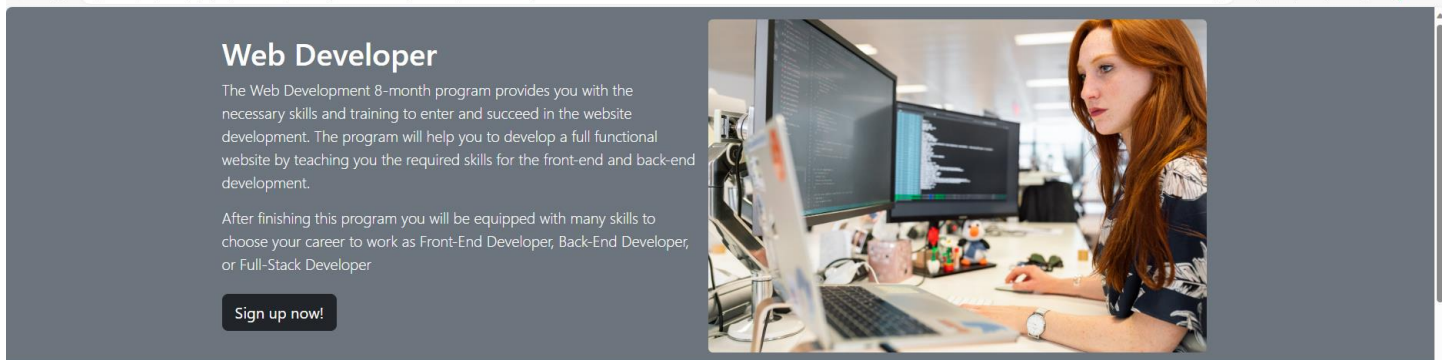 Web Developer
The Web Development 8-month program provides you with the
necessary skills and training to enter and succeed in the website
development. The program will help you to develop a full functional
website by teaching you the required skills for the front-end and back-end
development.
After finishing this program you will be equipped with many skills to
choose your career to work as Front-End Developer, Back-End Developer,
or Full-Stack Developer
Sign up now!